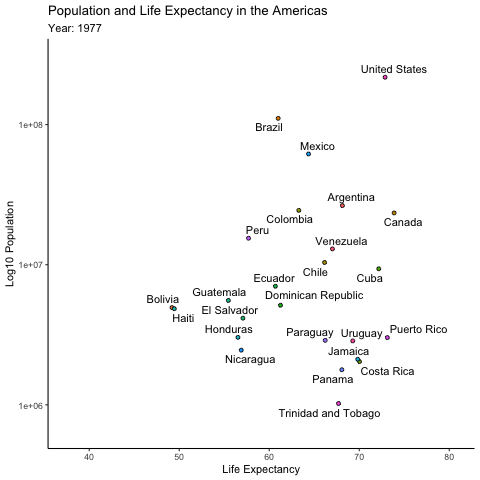 Population and Life Expectancy in the Americas
Year: 1977
United States
1e+08
Brazil
Mexico
Argentina
Colombia
Canada
Peru
Venezuela
1e+07
Chile
Cuba
Ecuador
Guatemala
Dominican Republic
Bolivia
El Salvador
Haiti
Honduras
Paraguay
Uruguay
Puerto Rico
Nicaragua
Jamaica
Costa Rica
Panama
1e+06
Trinidad and Tobago
Log10 Population
40
50
60
70
80
Life Expectancy